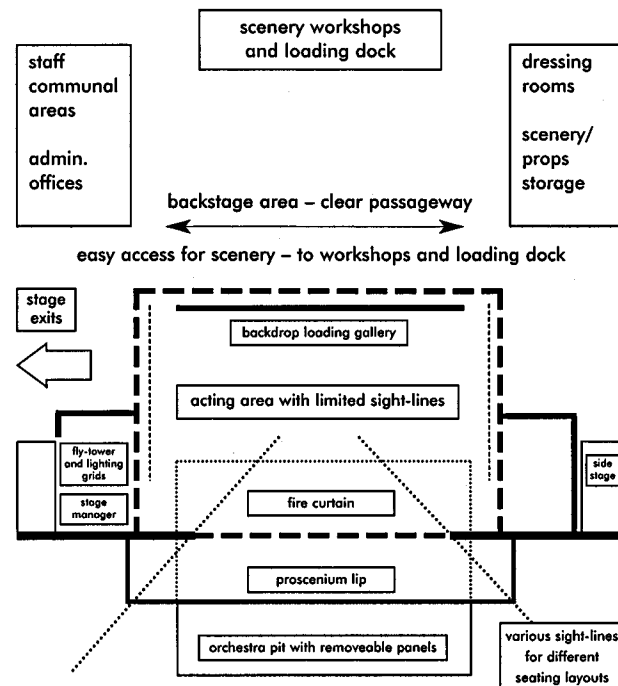 scenery workshops
and loading dock
staff
communal
areas
admin.
offices
dressing
rooms
scenery/
props
storage
backstage area – clear passageway
easy access for scenery – to workshops and loading dock
stage
exits
backdrop loading gallery
acting area with limited sight-lines
fly-tower
and lighting
grids
stage
manager
fire curtain
side
stage
proscenium lip
orchestra pit with removeable panels
various sight-lines
for different
seating layouts